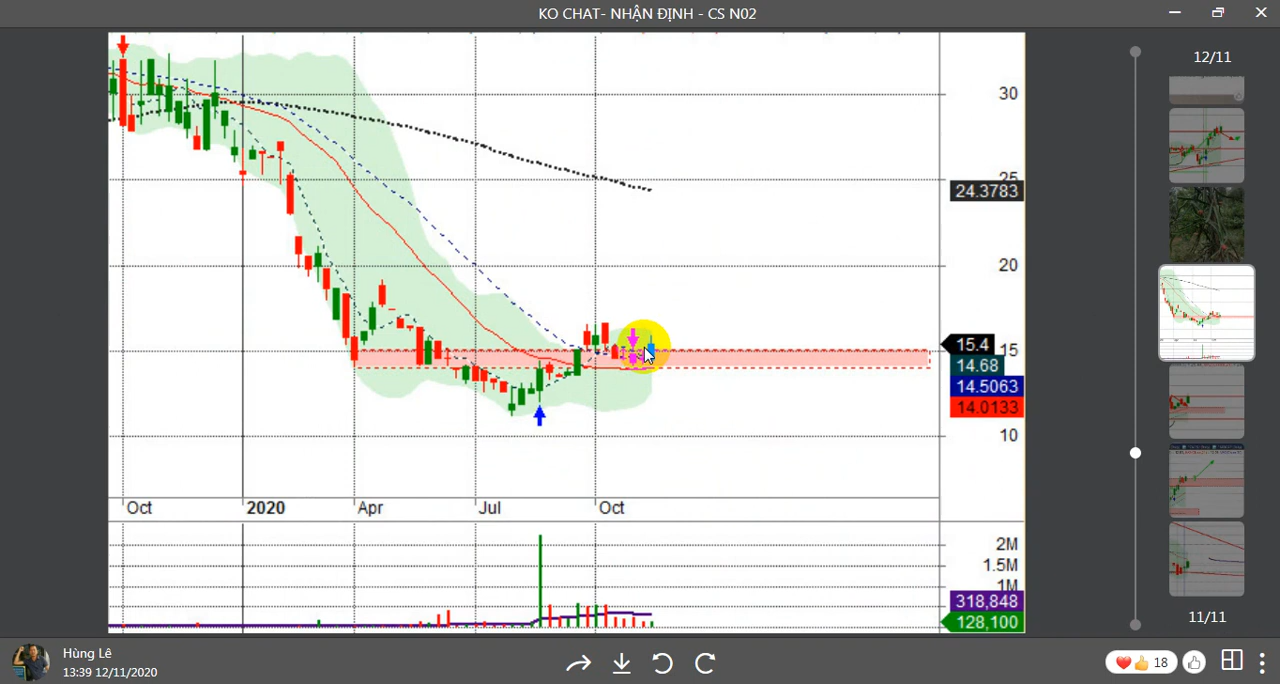 KO CHAT- NHẬN ĐỊNH - CS N02
12/11
30
25
24.3783
20
15.4
15
14.68
14.5063
14.0133
10
Oct 2020 Apr Jul Oct
2M
1.5M
1M
318,848
128,100
11/11
Hùng Lê
13:39 12/11/2020
18